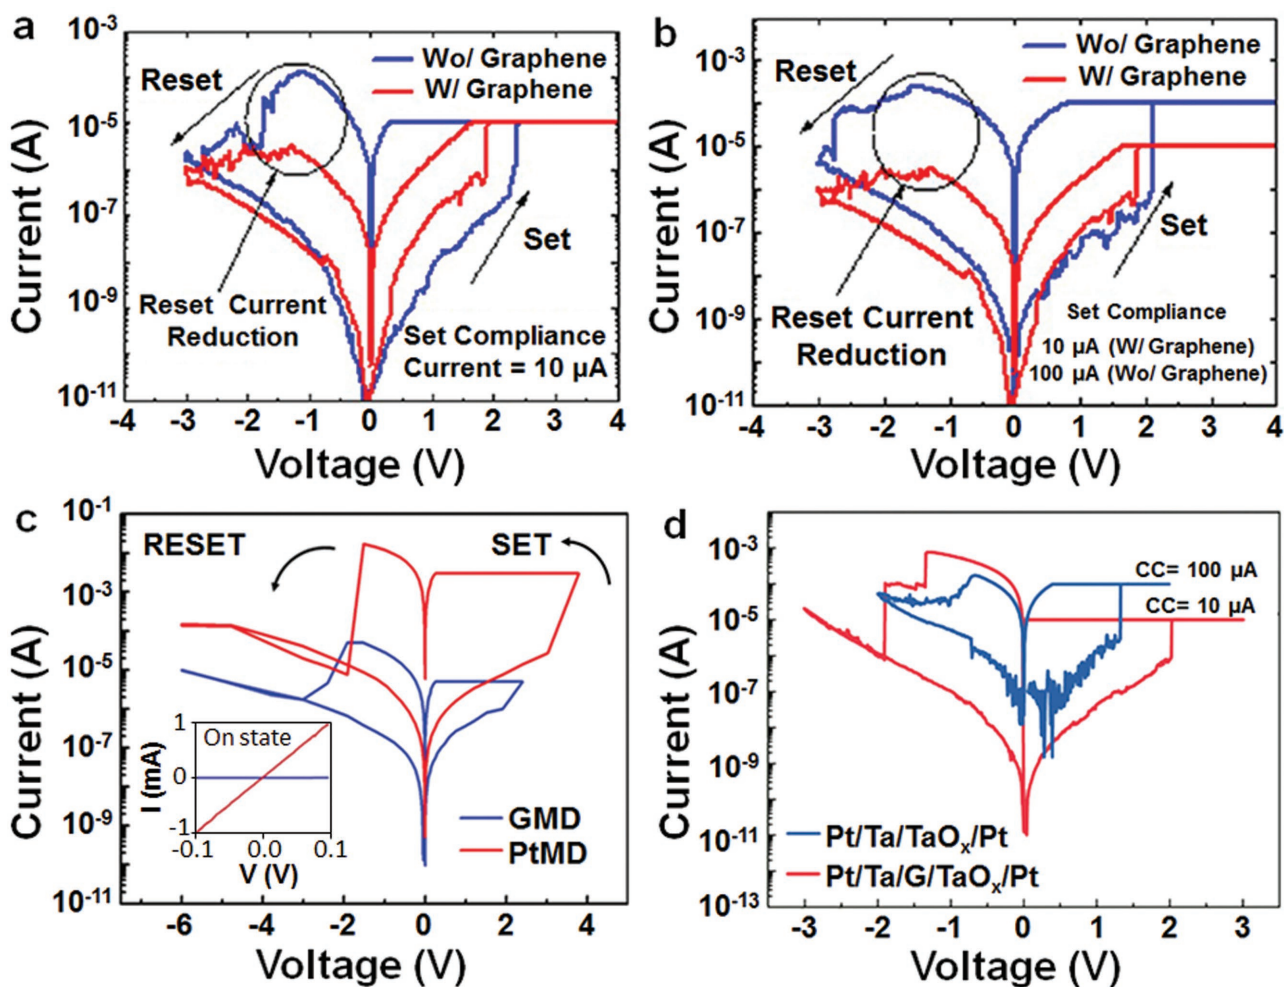 a
10⁻³
10⁻⁵
10⁻⁷
10⁻⁹
10⁻¹¹
Current (A)
Reset
Wo/ Graphene
W/ Graphene
Set
Reset Current
Reduction
Set Compliance
Current = 10 µA
-4 -3 -2 -1 0 1 2 3 4
Voltage (V)
b
10⁻¹
10⁻³
10⁻⁵
10⁻⁷
10⁻⁹
10⁻¹¹
Current (A)
Reset
Wo/ Graphene
W/ Graphene
Set
Reset Current
Reduction
Set Compliance
10 µA (W/ Graphene)
100 µA (Wo/ Graphene)
-4 -3 -2 -1 0 1 2 3 4
Voltage (V)
c
10⁻¹
10⁻³
10⁻⁵
10⁻⁷
10⁻⁹
10⁻¹¹
Current (A)
RESET
SET
On state
I (mA)
1
0
-1
-0.1 0.0 0.1
V (V)
GMD
PtMD
-6 -4 -2 0 2 4
Voltage (V)
d
10⁻¹
10⁻³
10⁻⁵
10⁻⁷
10⁻⁹
10⁻¹¹
10⁻¹³
Current (A)
CC= 100 µA
CC= 10 µA
Pt/Ta/TaOₓ/Pt
Pt/Ta/G/TaOₓ/Pt
-3 -2 -1 0 1 2 3
Voltage (V)